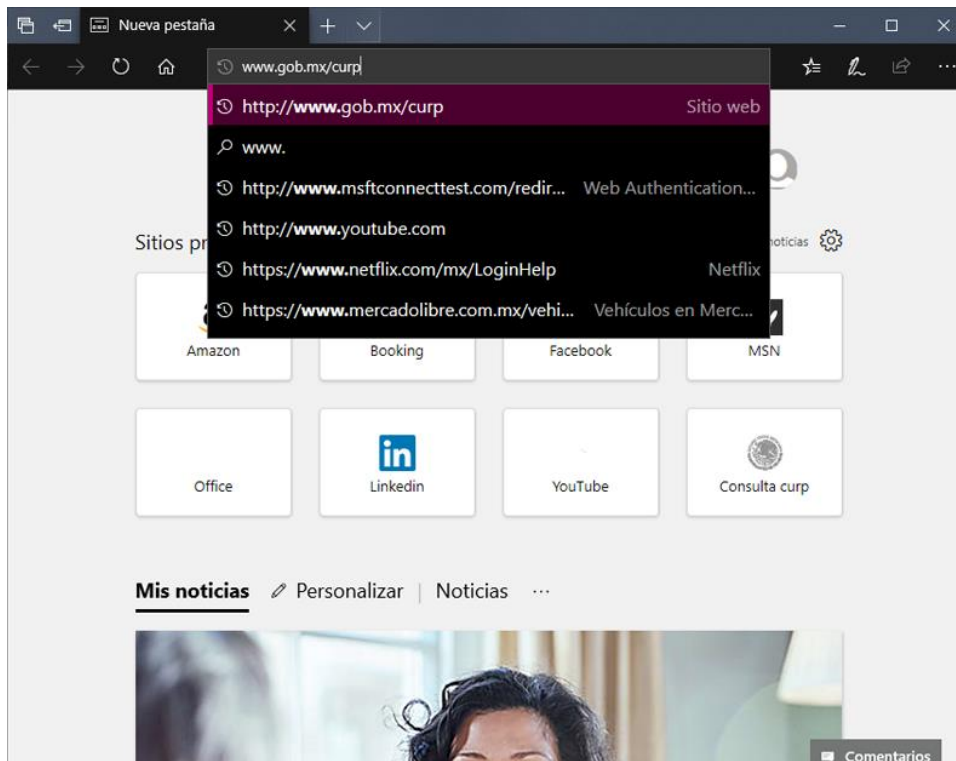 Nueva pestaña
www.gob.mx/curp
http://www.gob.mx/curp Sitio web
www.
http://www.msftconnecttest.com/redir... Web Authentication...
http://www.youtube.com
https://www.netflix.com/mx/LoginHelp Netflix
https://www.mercadolibre.com.mx/vehi... Vehículos en Merc...
Sitios pr noticias
Amazon Booking Facebook MSN
in
Office Linkedin YouTube Consulta curp
Mis noticias Personalizar | Noticias ...
Comentarios